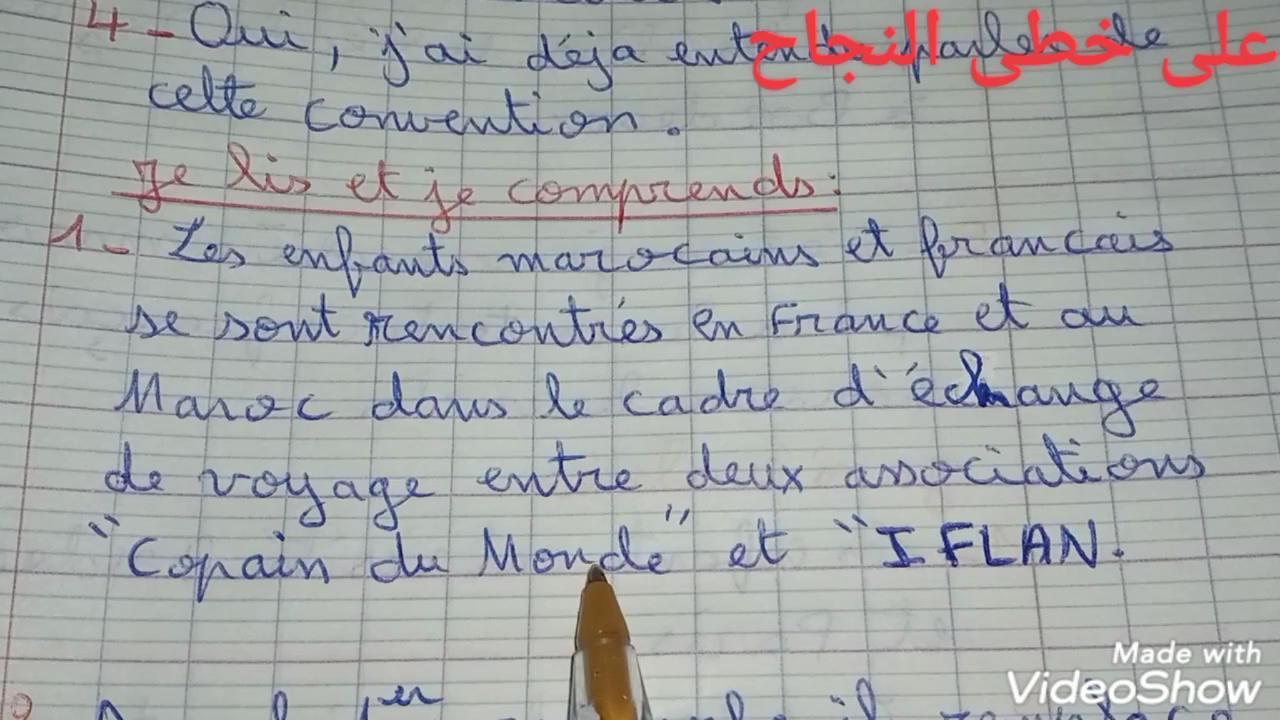 4 - Oui, j'ai déja entendu parler de
على خطى النجاح
cette convention.
Je lis et je comprends:
1 - Les enfants marocains et francais
se sont rencontrés en France et au
Maroc dans le cadre d'échange
de voyage entre deux associations
"Copain du Monde" et "IFLAN.
Made with
VideoShow